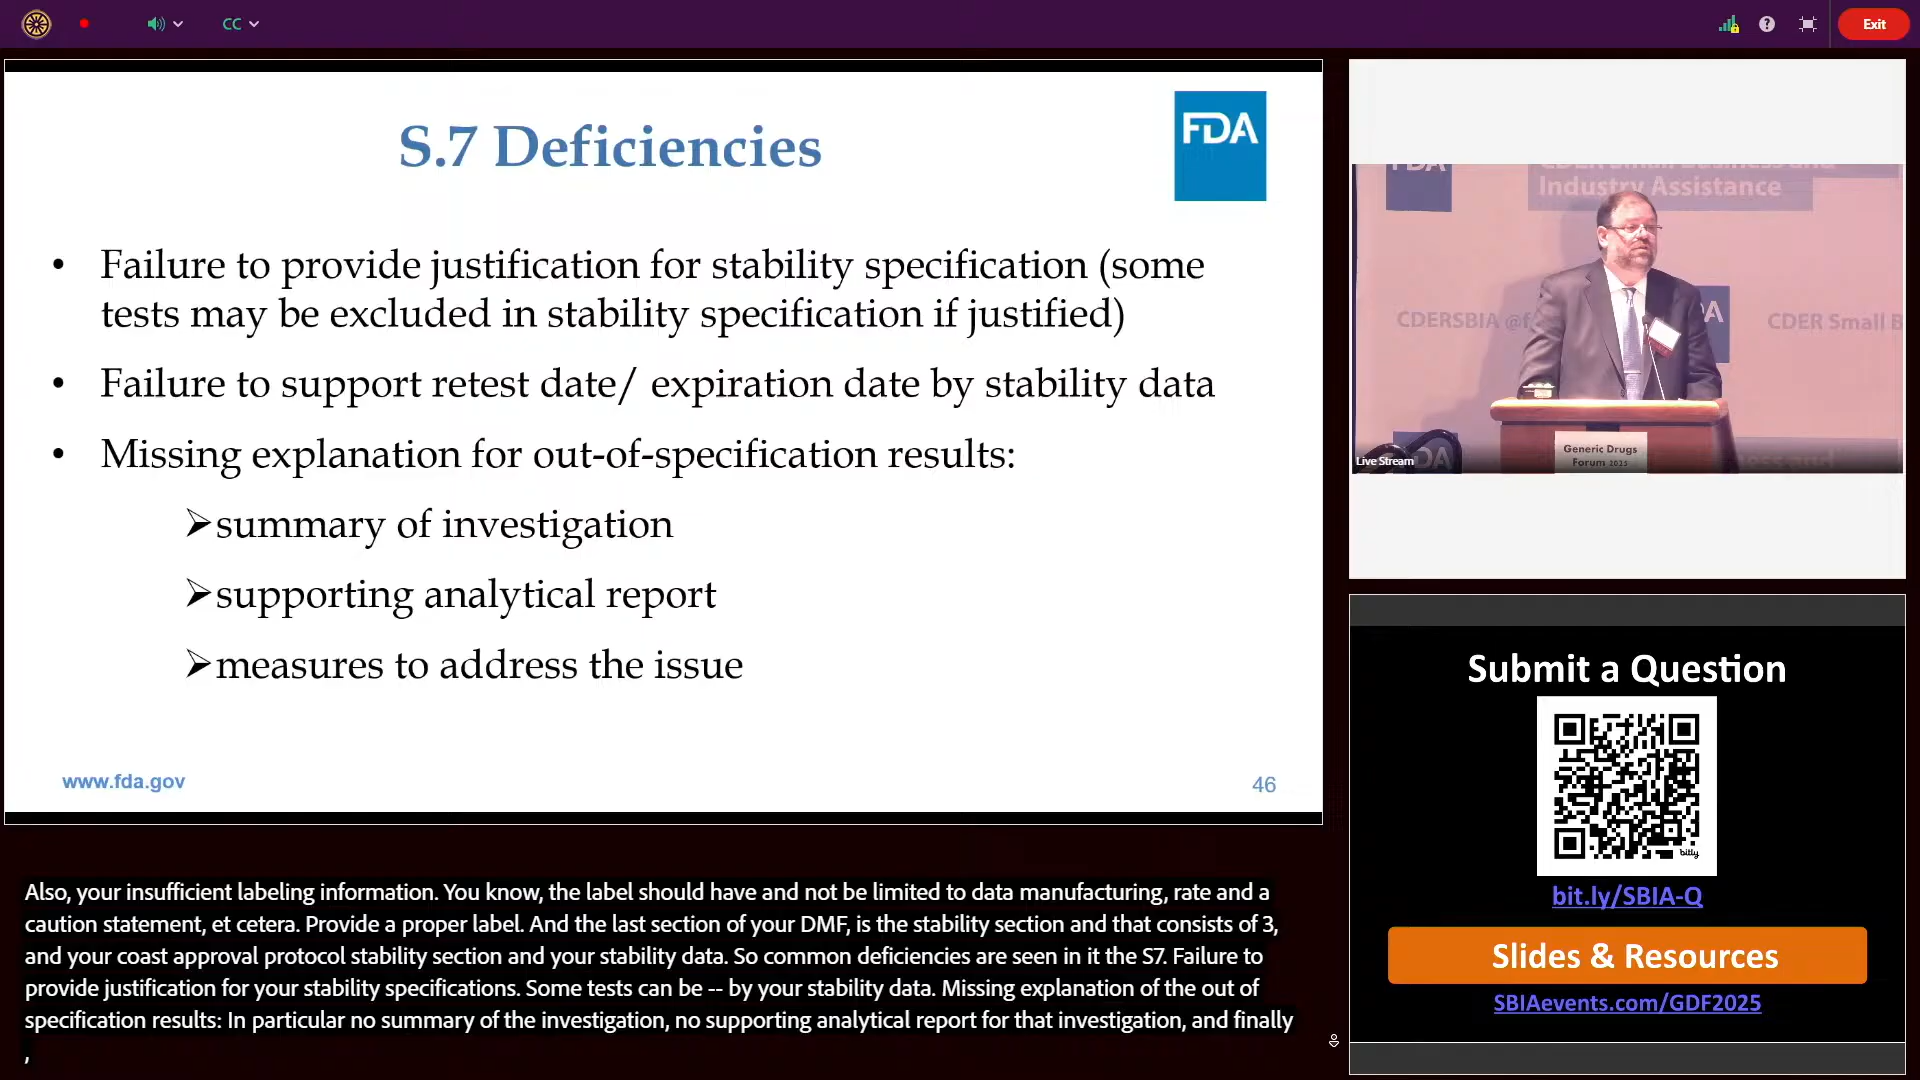 CC
Exit
S.7 Deficiencies
FDA
• Failure to provide justification for stability specification (some
tests may be excluded in stability specification if justified)
• Failure to support retest date/ expiration date by stability data
• Missing explanation for out-of-specification results:
➢summary of investigation
➢supporting analytical report
➢measures to address the issue
www.fda.gov
46
FDA
CDER Small Business and
Industry Assistance
CDERSBIA @f
CDER Small B
Generic Drugs
Forum 2025
Live Stream
Submit a Question
bitly
bit.ly/SBIA-Q
Slides & Resources
SBIAevents.com/GDF2025
Also, your insufficient labeling information. You know, the label should have and not be limited to data manufacturing, rate and a
caution statement, et cetera. Provide a proper label. And the last section of your DMF, is the stability section and that consists of 3,
and your coast approval protocol stability section and your stability data. So common deficiencies are seen in it the S7. Failure to
provide justification for your stability specifications. Some tests can be -- by your stability data. Missing explanation of the out of
specification results: In particular no summary of the investigation, no supporting analytical report for that investigation, and finally
,